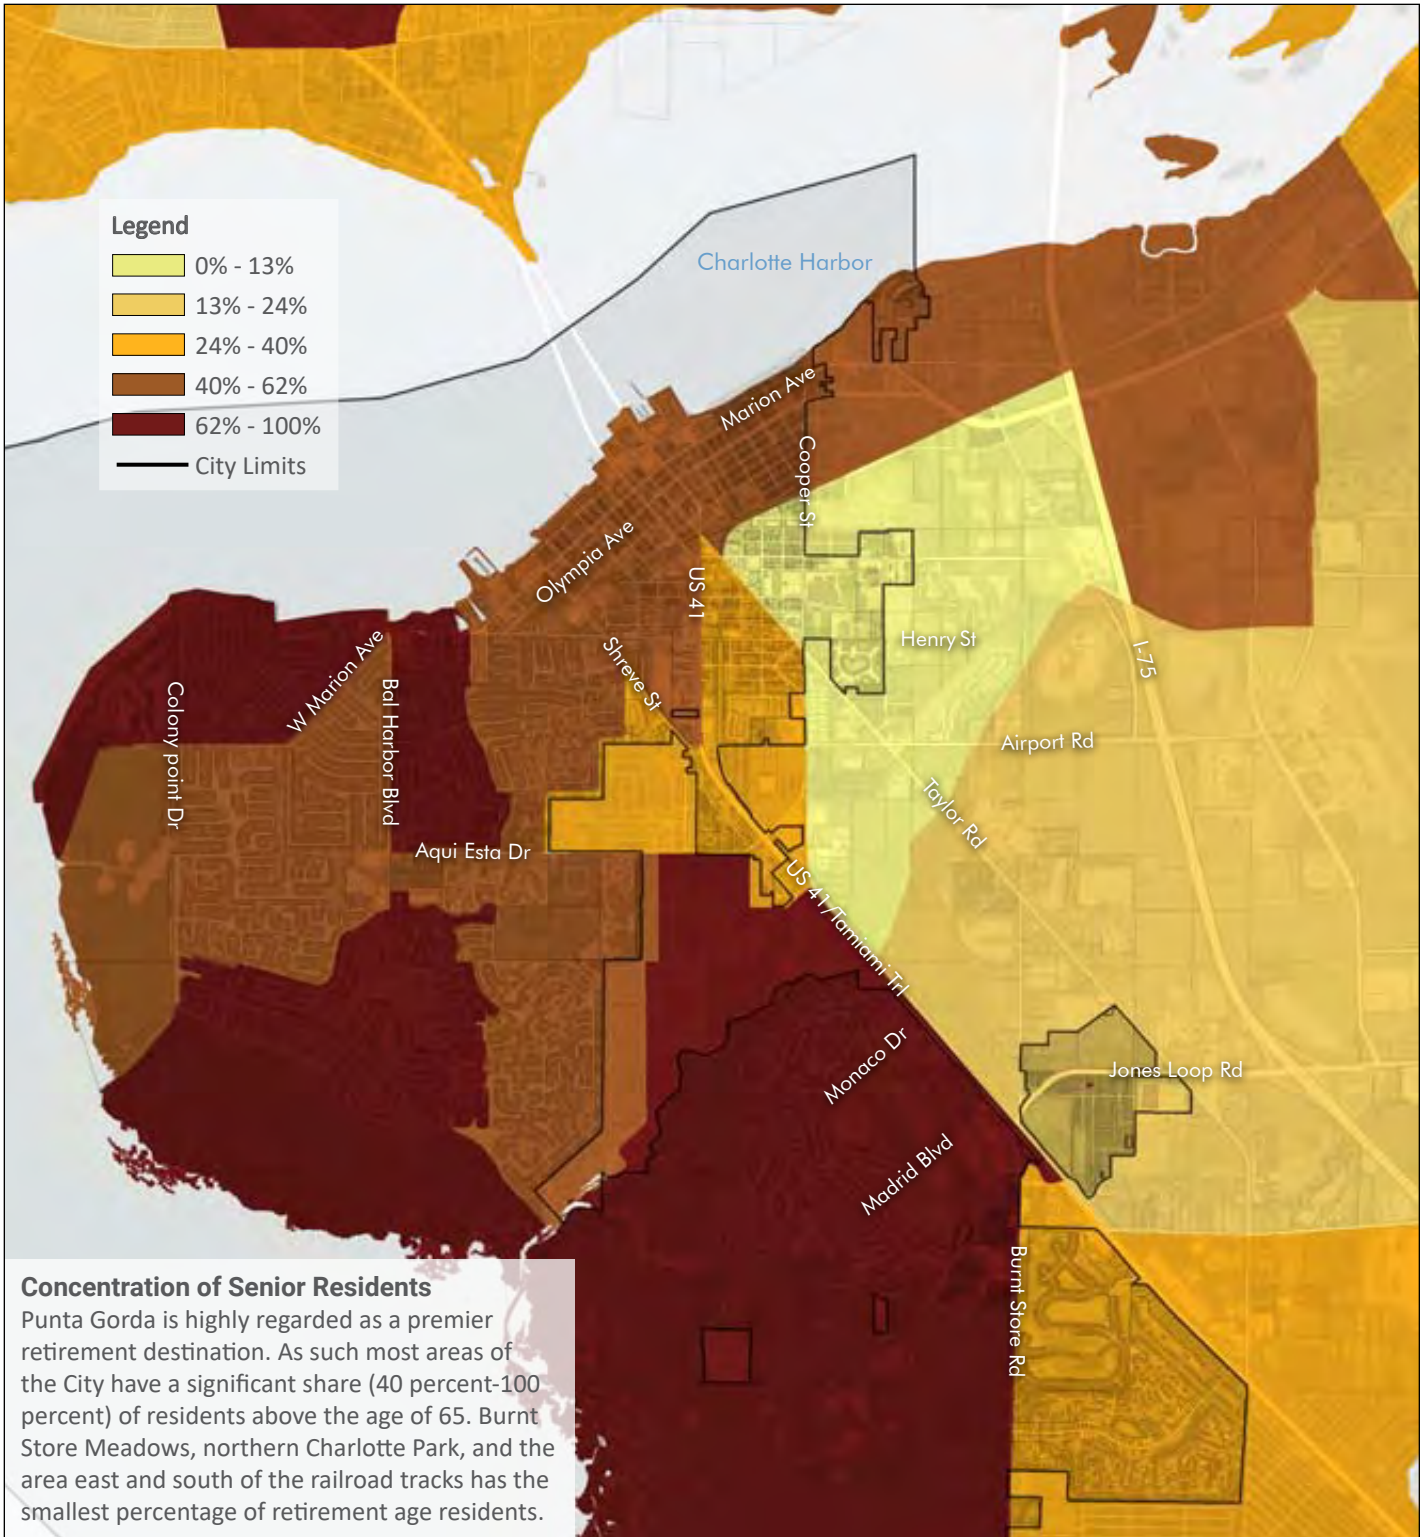 Legend
0% - 13%
13% - 24%
24% - 40%
40% - 62%
62% - 100%
City Limits
Charlotte Harbor
Marion Ave
Cooper St
Olympia Ave
US 41
Henry St
I-75
Shreve St
W Marion Ave
Colony point Dr
Bal Harbor Blvd
Airport Rd
Taylor Rd
Aqui Esta Dr
US 41/Tamiami Trl
Monaco Dr
Jones Loop Rd
Madrid Blvd
Burnt Store Rd
Concentration of Senior Residents
Punta Gorda is highly regarded as a premier
retirement destination. As such most areas of
the City have a significant share (40 percent-100
percent) of residents above the age of 65. Burnt
Store Meadows, northern Charlotte Park, and the
area east and south of the railroad tracks has the
smallest percentage of retirement age residents.